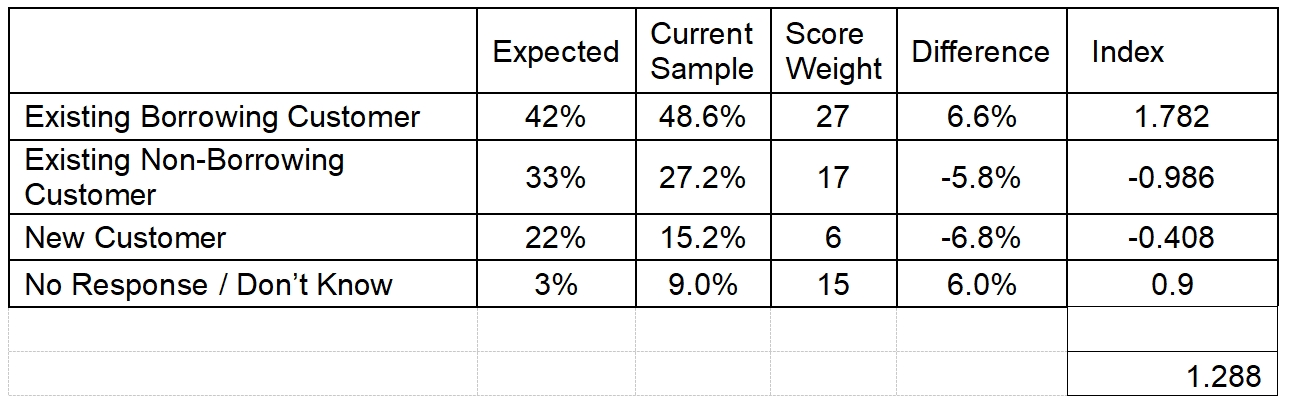 Expected Current Sample Score Weight Difference Index
Existing Borrowing Customer 42% 48.6% 27 6.6% 1.782
Existing Non-Borrowing Customer 33% 27.2% 17 -5.8% -0.986
New Customer 22% 15.2% 6 -6.8% -0.408
No Response / Don’t Know 3% 9.0% 15 6.0% 0.9
1.288